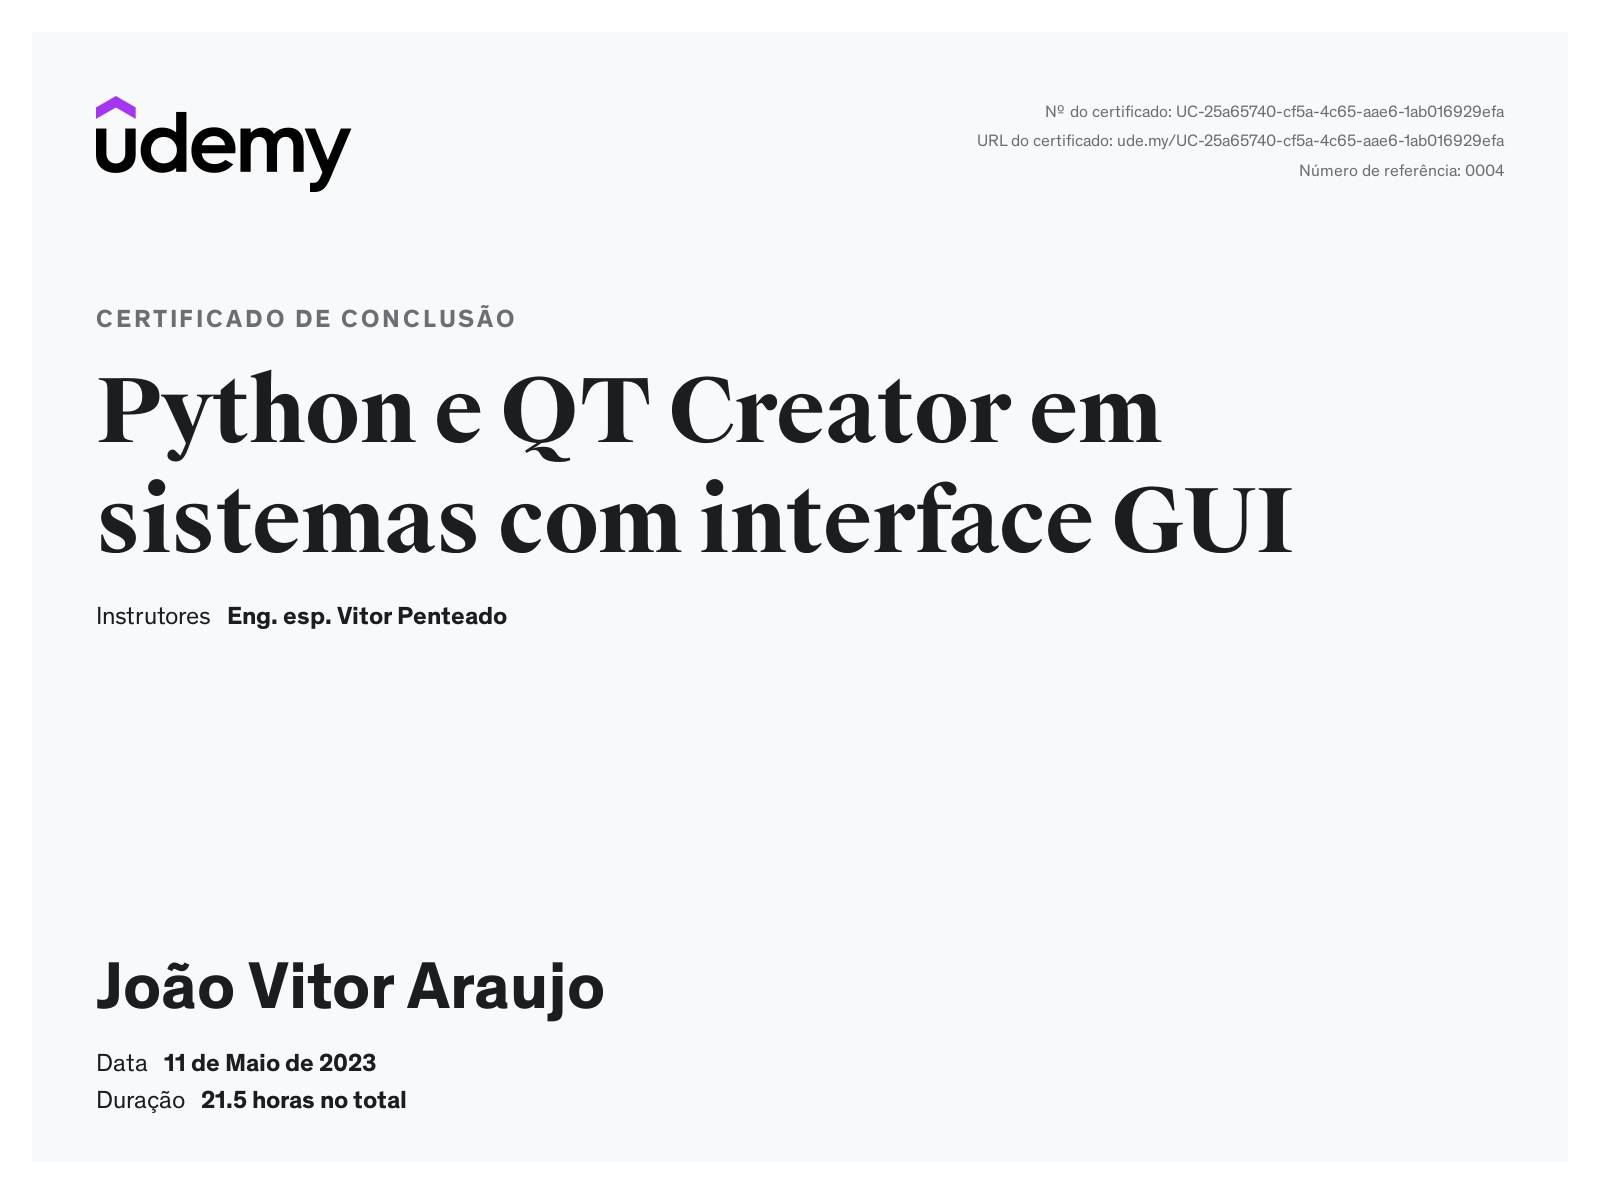 udemy
Nº do certificado: UC-25a65740-cf5a-4c65-aae6-1ab016929efa
URL do certificado: ude.my/UC-25a65740-cf5a-4c65-aae6-1ab016929efa
Número de referência: 0004
CERTIFICADO DE CONCLUSÃO
Python e QT Creator em
sistemas com interface GUI
Instrutores Eng. esp. Vitor Penteado
João Vitor Araujo
Data 11 de Maio de 2023
Duração 21.5 horas no total